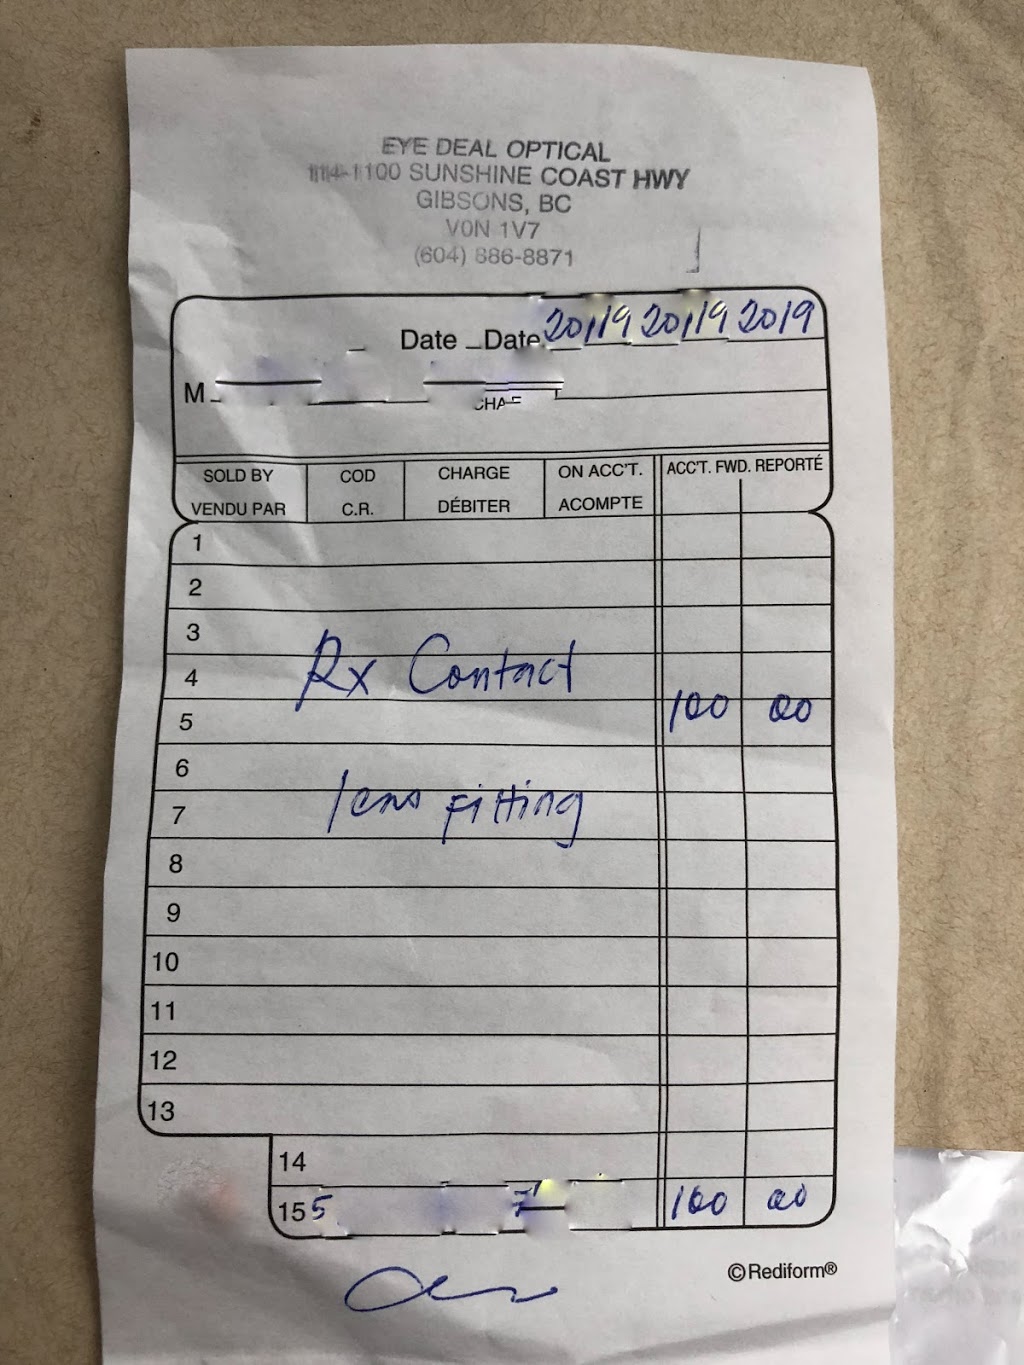 EYE DEAL OPTICAL
1100 SUNSHINE COAST HWY
GIBSONS, BC
V0N 1V7
(604) 886-8871
Date Date 2019
M
SOLD BY COD CHARGE ON ACC'T. ACC'T. FWD. REPORTÉ
VENDU PAR C.R. DÉBITER ACOMPTE
1
2
3
4 Rx Contact
5 100 00
6
7 lens fitting
8
9
10
11
12
13
14
15 5 100 00
©Rediform®